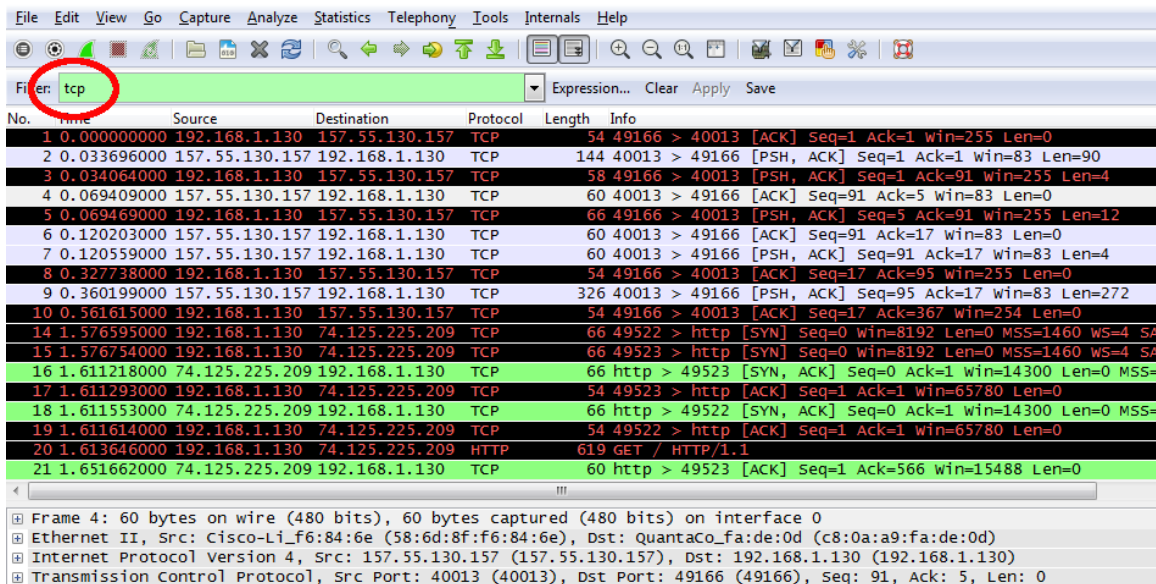 File Edit View Go Capture Analyze Statistics Telephony Tools Internals Help
Filter: tcp Expression... Clear Apply Save
No. Time Source Destination Protocol Length Info
1 0.000000000 192.168.1.130 157.55.130.157 TCP 54 49166 > 40013 [ACK] Seq=1 Ack=1 Win=255 Len=0
2 0.033696000 157.55.130.157 192.168.1.130 TCP 144 40013 > 49166 [PSH, ACK] Seq=1 Ack=1 Win=83 Len=90
3 0.034064000 192.168.1.130 157.55.130.157 TCP 58 49166 > 40013 [PSH, ACK] Seq=1 Ack=91 Win=255 Len=4
4 0.069409000 157.55.130.157 192.168.1.130 TCP 60 40013 > 49166 [ACK] Seq=91 Ack=5 Win=83 Len=0
5 0.069469000 192.168.1.130 157.55.130.157 TCP 66 49166 > 40013 [PSH, ACK] Seq=5 Ack=91 Win=255 Len=12
6 0.120203000 157.55.130.157 192.168.1.130 TCP 60 40013 > 49166 [ACK] Seq=91 Ack=17 Win=83 Len=0
7 0.120559000 157.55.130.157 192.168.1.130 TCP 60 40013 > 49166 [PSH, ACK] Seq=91 Ack=17 Win=83 Len=4
8 0.327738000 192.168.1.130 157.55.130.157 TCP 54 49166 > 40013 [ACK] Seq=17 Ack=95 Win=255 Len=0
9 0.360199000 157.55.130.157 192.168.1.130 TCP 326 40013 > 49166 [PSH, ACK] Seq=95 Ack=17 Win=83 Len=272
10 0.561615000 192.168.1.130 157.55.130.157 TCP 54 49166 > 40013 [ACK] Seq=17 Ack=367 Win=254 Len=0
14 1.576595000 192.168.1.130 74.125.225.209 TCP 66 49522 > http [SYN] Seq=0 Win=8192 Len=0 MSS=1460 WS=4 SA
15 1.576754000 192.168.1.130 74.125.225.209 TCP 66 49523 > http [SYN] Seq=0 Win=8192 Len=0 MSS=1460 WS=4 SA
16 1.611218000 74.125.225.209 192.168.1.130 TCP 66 http > 49523 [SYN, ACK] Seq=0 Ack=1 Win=14300 Len=0 MSS=
17 1.611293000 192.168.1.130 74.125.225.209 TCP 54 49523 > http [ACK] Seq=1 Ack=1 Win=65780 Len=0
18 1.611553000 74.125.225.209 192.168.1.130 TCP 66 http > 49522 [SYN, ACK] Seq=0 Ack=1 Win=14300 Len=0 MSS=
19 1.611614000 192.168.1.130 74.125.225.209 TCP 54 49522 > http [ACK] Seq=1 Ack=1 Win=65780 Len=0
20 1.613646000 192.168.1.130 74.125.225.209 HTTP 619 GET / HTTP/1.1
21 1.651662000 74.125.225.209 192.168.1.130 TCP 60 http > 49523 [ACK] Seq=1 Ack=566 Win=15488 Len=0
Frame 4: 60 bytes on wire (480 bits), 60 bytes captured (480 bits) on interface 0
Ethernet II, Src: Cisco-Li_f6:84:6e (58:6d:8f:f6:84:6e), Dst: QuantaCo_fa:de:0d (c8:0a:a9:fa:de:0d)
Internet Protocol Version 4, Src: 157.55.130.157 (157.55.130.157), Dst: 192.168.1.130 (192.168.1.130)
Transmission Control Protocol, Src Port: 40013 (40013), Dst Port: 49166 (49166), Seq: 91, Ack: 5, Len: 0